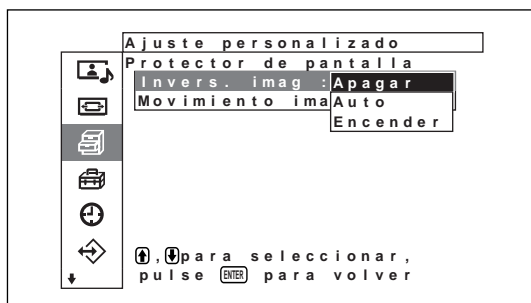 Ajuste personalizado
Protector de pantalla
Invers. imag : Apagar
Movimiento ima Auto
Encender
, para seleccionar,
pulse ENTER para volver